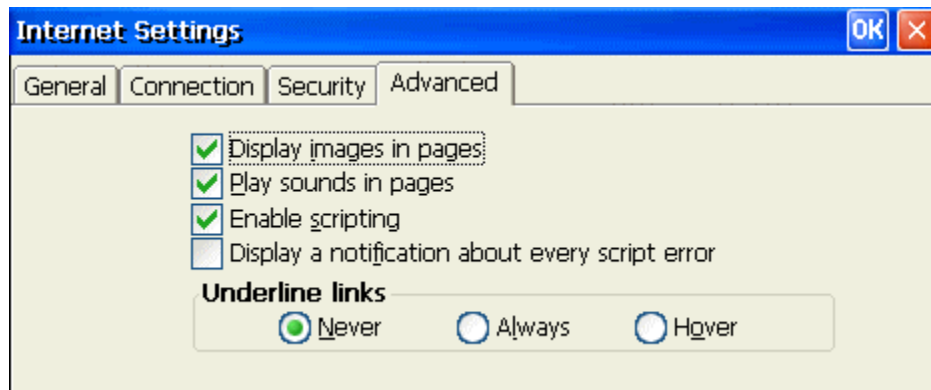 Internet Settings OK
General Connection Security Advanced
Display images in pages
Play sounds in pages
Enable scripting
Display a notification about every script error
Underline links
Never Always Hover